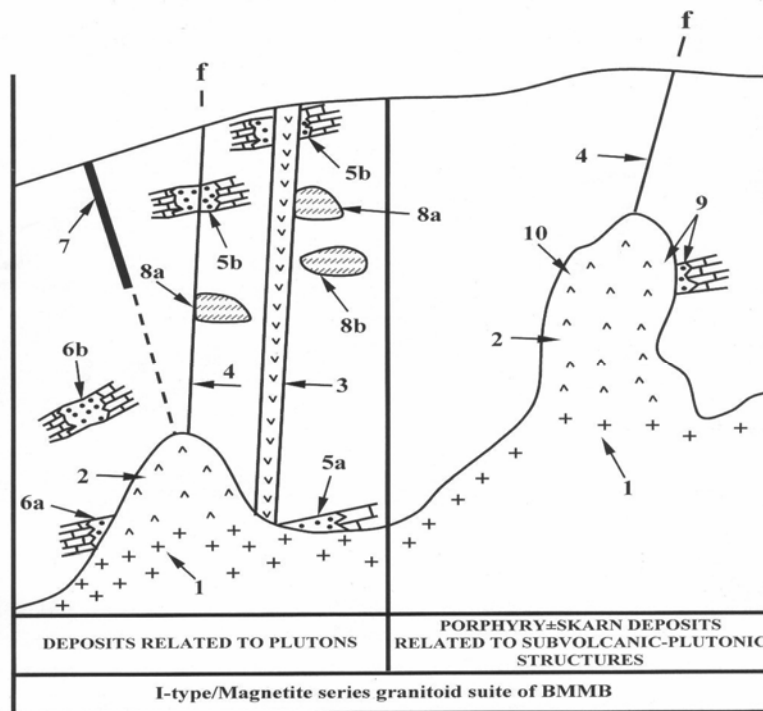 f
f
4
5b
8a
9
7
5b
10
8a
8b
6b
4
3
2
2
5a
6a
1
1
DEPOSITS RELATED TO PLUTONS
PORPHYRY±SKARN DEPOSITS
RELATED TO SUBVOLCANIC-PLUTONIC
STRUCTURES
I-type/Magnetite series granitoid suite of BMMB